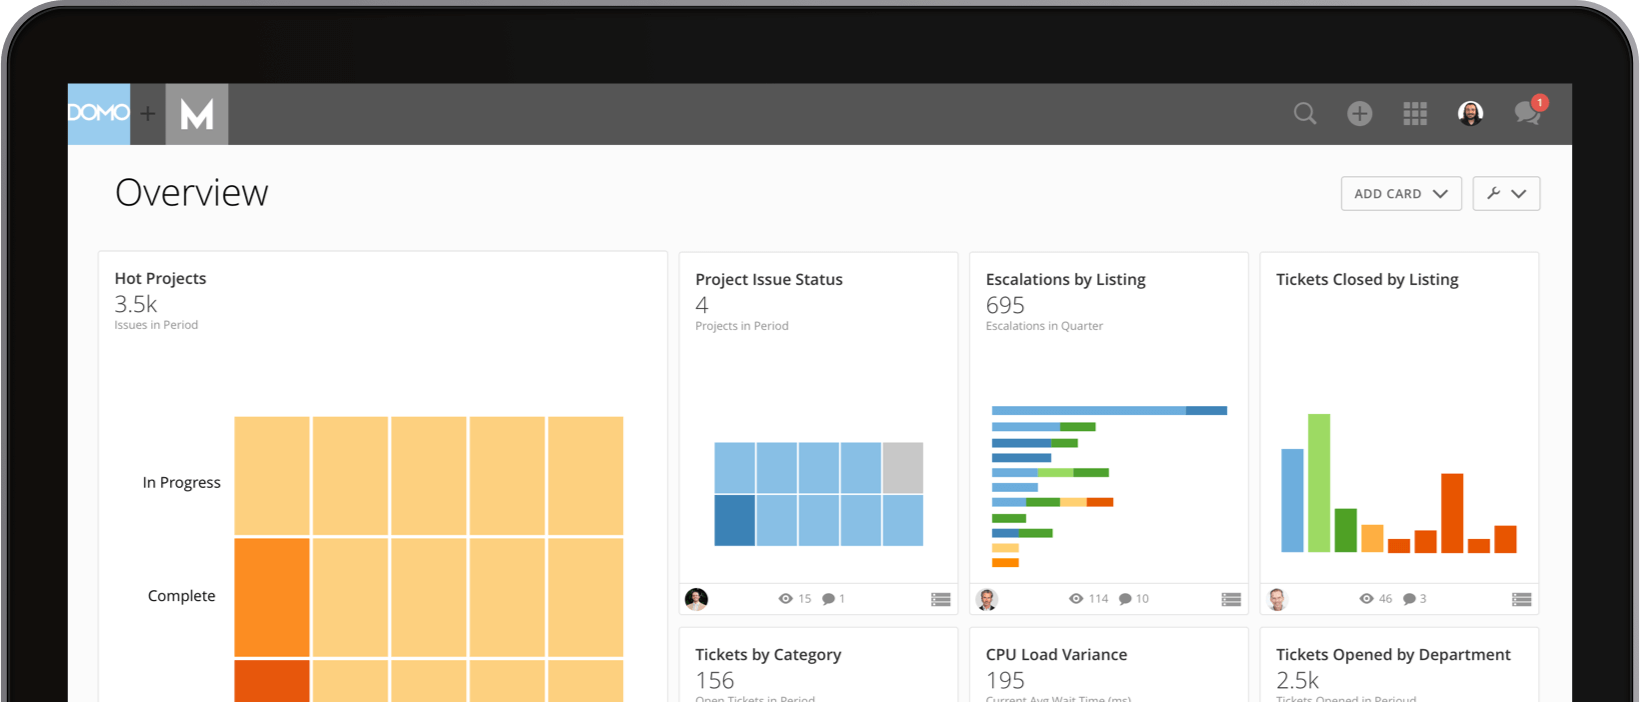 DOMO
+
M
1
Overview
ADD CARD
Hot Projects
3.5k
Issues in Period
In Progress
Complete
Project Issue Status
4
Projects in Period
15 1
Escalations by Listing
695
Escalations in Quarter
114 10
Tickets Closed by Listing
46 3
Tickets by Category
156
Open Tickets in Period
CPU Load Variance
195
Current Avg Wait Time (ms)
Tickets Opened by Department
2.5k
Tickets Opened in Perioud